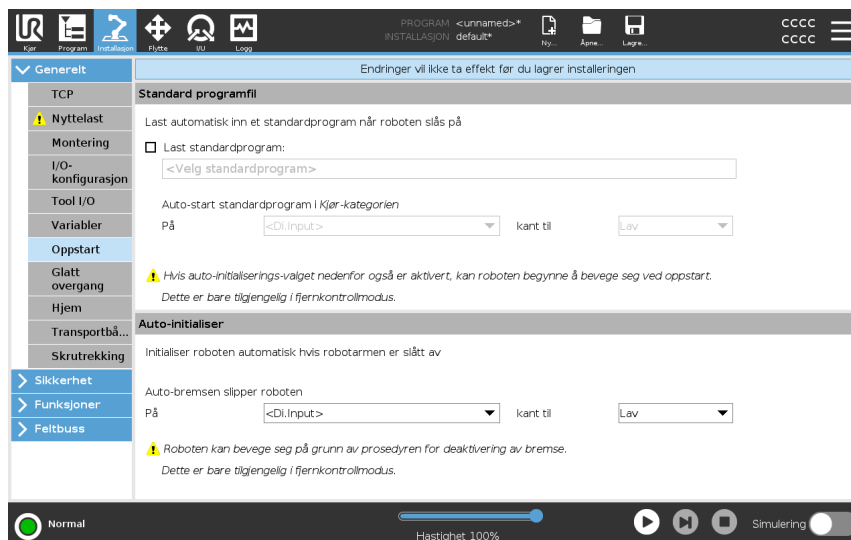 PROGRAM <unnamed>*
INSTALLASJON default*
CCCC
CCCC
UR
Kjør
Program
Installasjon
Flytte
I/U
Logg
Ny...
Åpne...
Lagre...
Generelt
TCP
Nyttelast
Montering
I/O-
konfigurasjon
Tool I/O
Variabler
Oppstart
Glatt
overgang
Hjem
Transportbå...
Skrutrekking
Sikkerhet
Funksjoner
Feltbuss
Endringer vil ikke ta effekt før du lagrer installeringen
Standard programfil
Last automatisk inn et standardprogram når roboten slås på
Last standardprogram:
<Velg standardprogram>
Auto-start standardprogram i Kjør-kategorien
På <Di.Input> kant til Lav
Hvis auto-initialiserings-valget nedenfor også er aktivert, kan roboten begynne å bevege seg ved oppstart.
Dette er bare tilgjengelig i fjernkontrollmodus.
Auto-initialiser
Initialiser roboten automatisk hvis robotarmen er slått av
Auto-bremsen slipper roboten
På <Di.Input> kant til Lav
Roboten kan bevege seg på grunn av prosedyren for deaktivering av bremse.
Dette er bare tilgjengelig i fjernkontrollmodus.
Normal
Hastighet 100%
Simulering